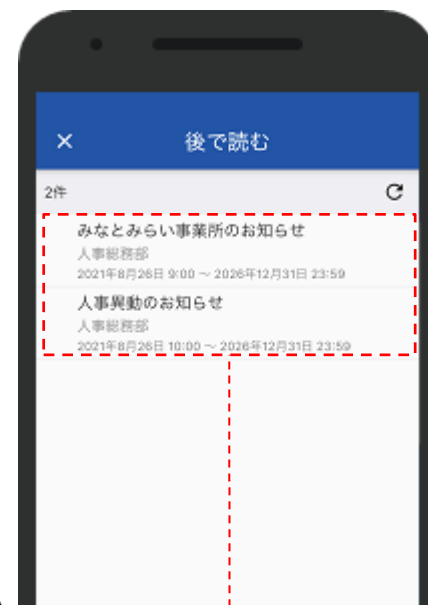 後で読む
2件
みなとみらい事業所のお知らせ
人事総務部
2021年8月26日 9:00 ～ 2026年12月31日 23:59
人事異動のお知らせ
人事総務部
2021年8月26日 10:00 ～ 2026年12月31日 23:59